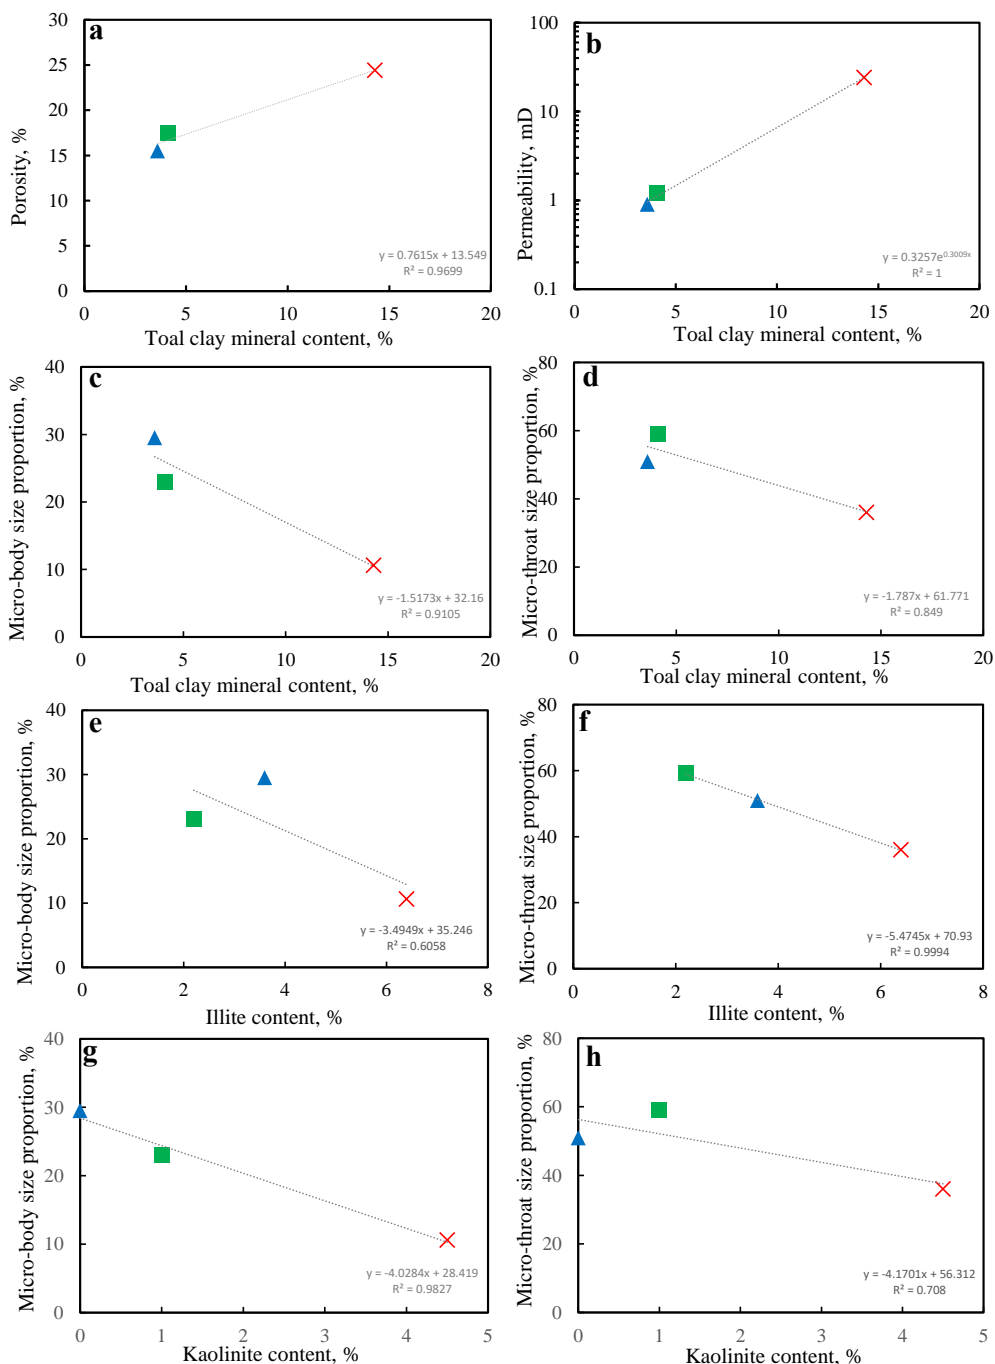 a
30
25
20
15
10
5
0
Porosity, %
y = 0.7615x + 13.549
R² = 0.9699
0 5 10 15 20
Toal clay mineral content, %
b
100
10
1
0.1
Permeability, mD
y = 0.3257e^0.3009x
R² = 1
0 5 10 15 20
Toal clay mineral content, %
c
40
30
20
10
0
Micro-body size proportion, %
y = -1.5173x + 32.16
R² = 0.9105
0 5 10 15 20
Toal clay mineral content, %
d
80
60
40
20
0
Micro-throat size proportion, %
y = -1.787x + 61.771
R² = 0.849
0 5 10 15 20
Toal clay mineral content, %
e
40
30
20
10
0
Micro-body size proportion, %
y = -3.4949x + 35.246
R² = 0.6058
0 2 4 6 8
Illite content, %
f
80
60
40
20
0
Micro-throat size proportion, %
y = -5.4745x + 70.93
R² = 0.9994
0 2 4 6 8
Illite content, %
g
40
30
20
10
0
Micro-body size proportion, %
y = -4.0284x + 28.419
R² = 0.9827
0 1 2 3 4 5
Kaolinite content, %
h
80
60
40
20
0
Micro-throat size proportion, %
y = -4.1701x + 56.312
R² = 0.708
0 1 2 3 4 5
Kaolinite content, %